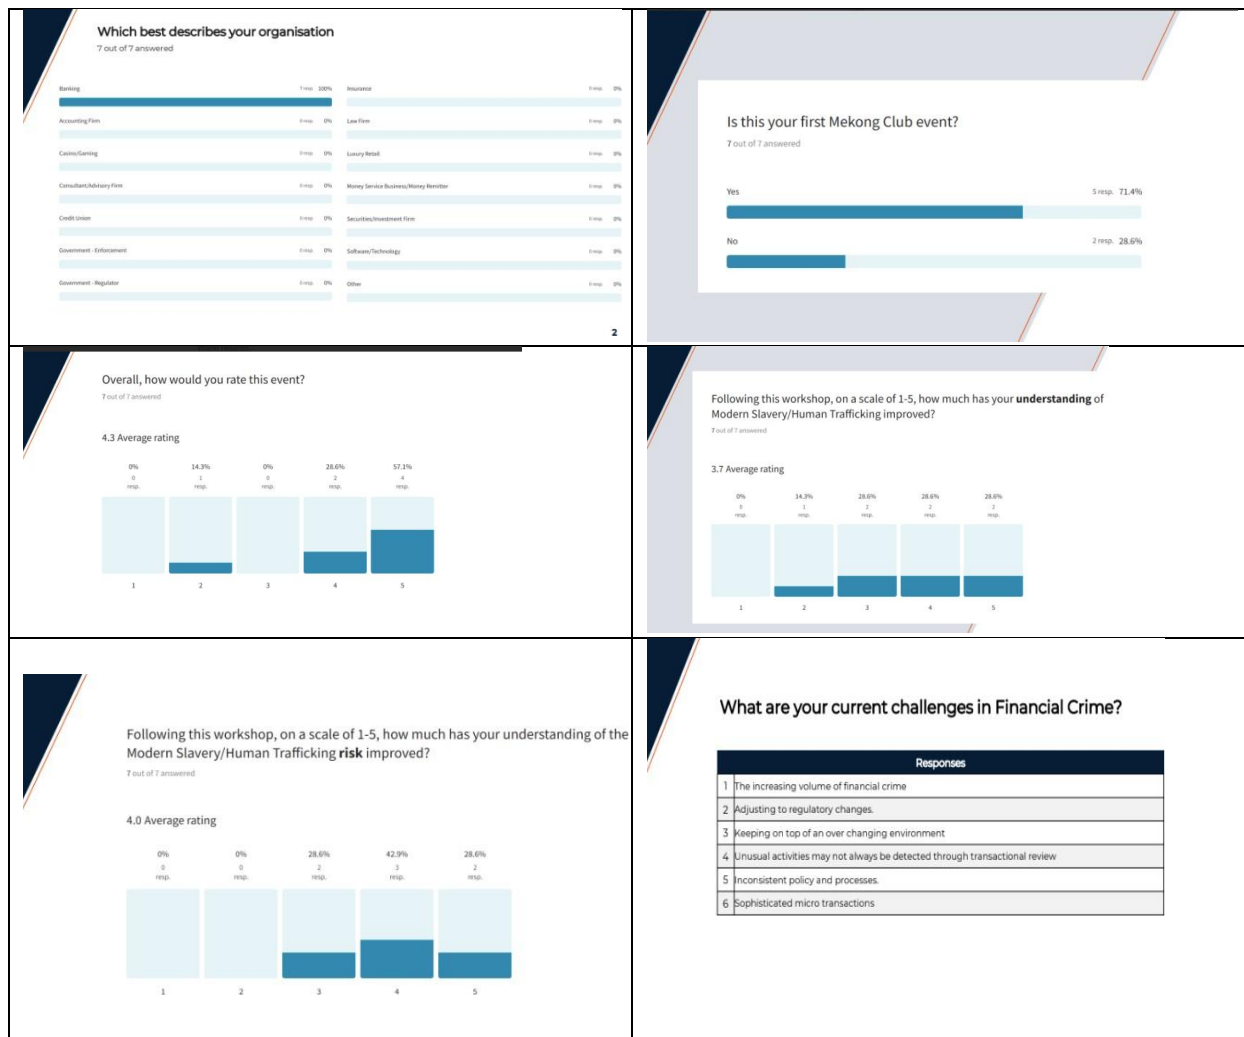 Which best describes your organisation
7 out of 7 answered
Banking 7 resp. 100%
Accounting Firm 0 resp. 0%
Casino/Gaming 0 resp. 0%
Consultant/Advisory Firm 0 resp. 0%
Credit Union 0 resp. 0%
Government - Enforcement 0 resp. 0%
Government - Regulator 0 resp. 0%
Insurance 0 resp. 0%
Law Firm 0 resp. 0%
Luxury Retail 0 resp. 0%
Money Service Business/Money Remitter 0 resp. 0%
Securities/Investment Firm 0 resp. 0%
Software/Technology 0 resp. 0%
Other 0 resp. 0%
2
Is this your first Mekong Club event?
7 out of 7 answered
Yes 5 resp. 71.4%
No 2 resp. 28.6%
Overall, how would you rate this event?
7 out of 7 answered
4.3 Average rating
0% 14.3% 0% 28.6% 57.1%
0 1 0 2 4
resp. resp. resp. resp. resp.
1 2 3 4 5
Following this workshop, on a scale of 1-5, how much has your understanding of
Modern Slavery/Human Trafficking improved?
7 out of 7 answered
3.7 Average rating
0% 14.3% 28.6% 28.6% 28.6%
0 1 2 2 2
resp. resp. resp. resp. resp.
1 2 3 4 5
Following this workshop, on a scale of 1-5, how much has your understanding of the
Modern Slavery/Human Trafficking risk improved?
7 out of 7 answered
4.0 Average rating
0% 0% 28.6% 42.9% 28.6%
0 0 2 3 2
resp. resp. resp. resp. resp.
1 2 3 4 5
What are your current challenges in Financial Crime?
Responses
1 The increasing volume of financial crime
2 Adjusting to regulatory changes.
3 Keeping on top of an over changing environment
4 Unusual activities may not always be detected through transactional review
5 Inconsistent policy and processes.
6 Sophisticated micro transactions